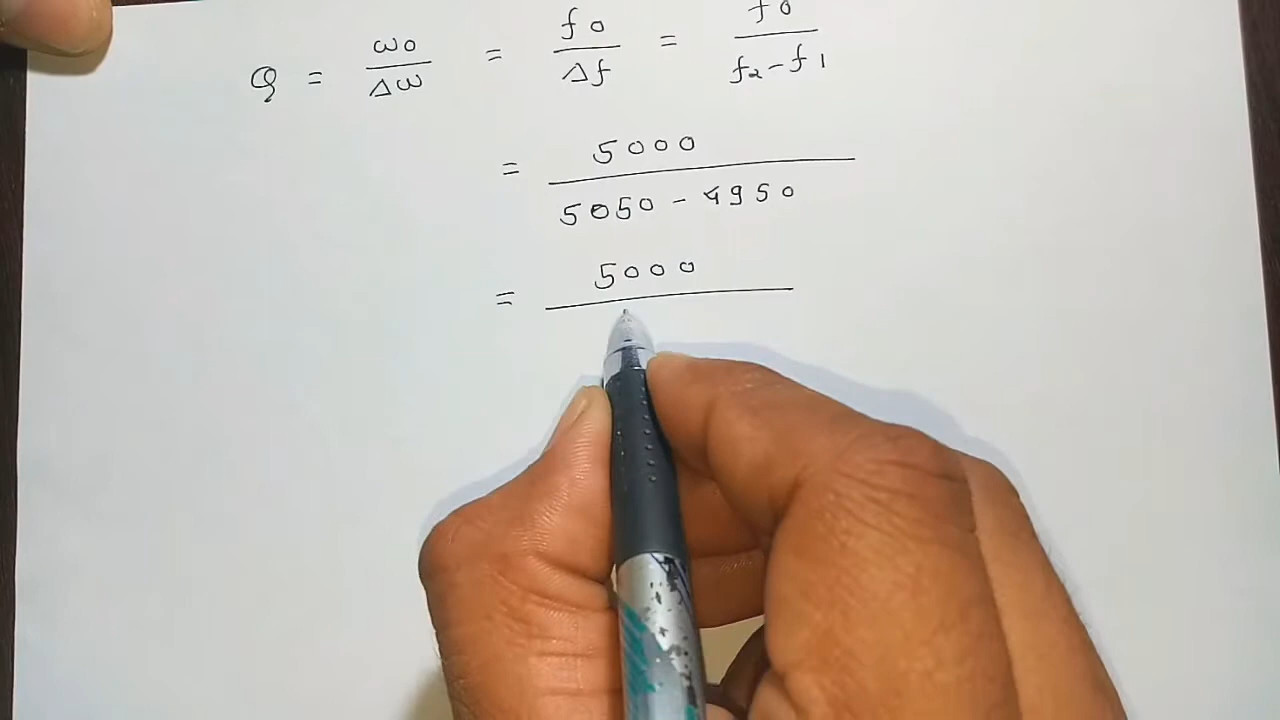 Q = ω0/Δω = f0/Δf = f0/f2-f1
= 5000/5050-4950
= 5000/